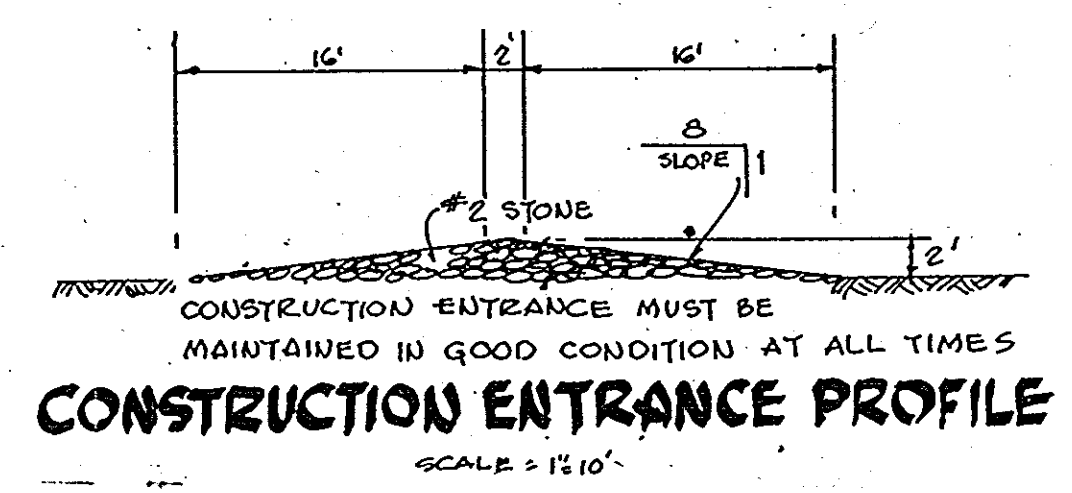 16' 2' 16'
8
SLOPE 1
#2 STONE
2'
CONSTRUCTION ENTRANCE MUST BE
MAINTAINED IN GOOD CONDITION AT ALL TIMES
CONSTRUCTION ENTRANCE PROFILE
SCALE = 1"=10'